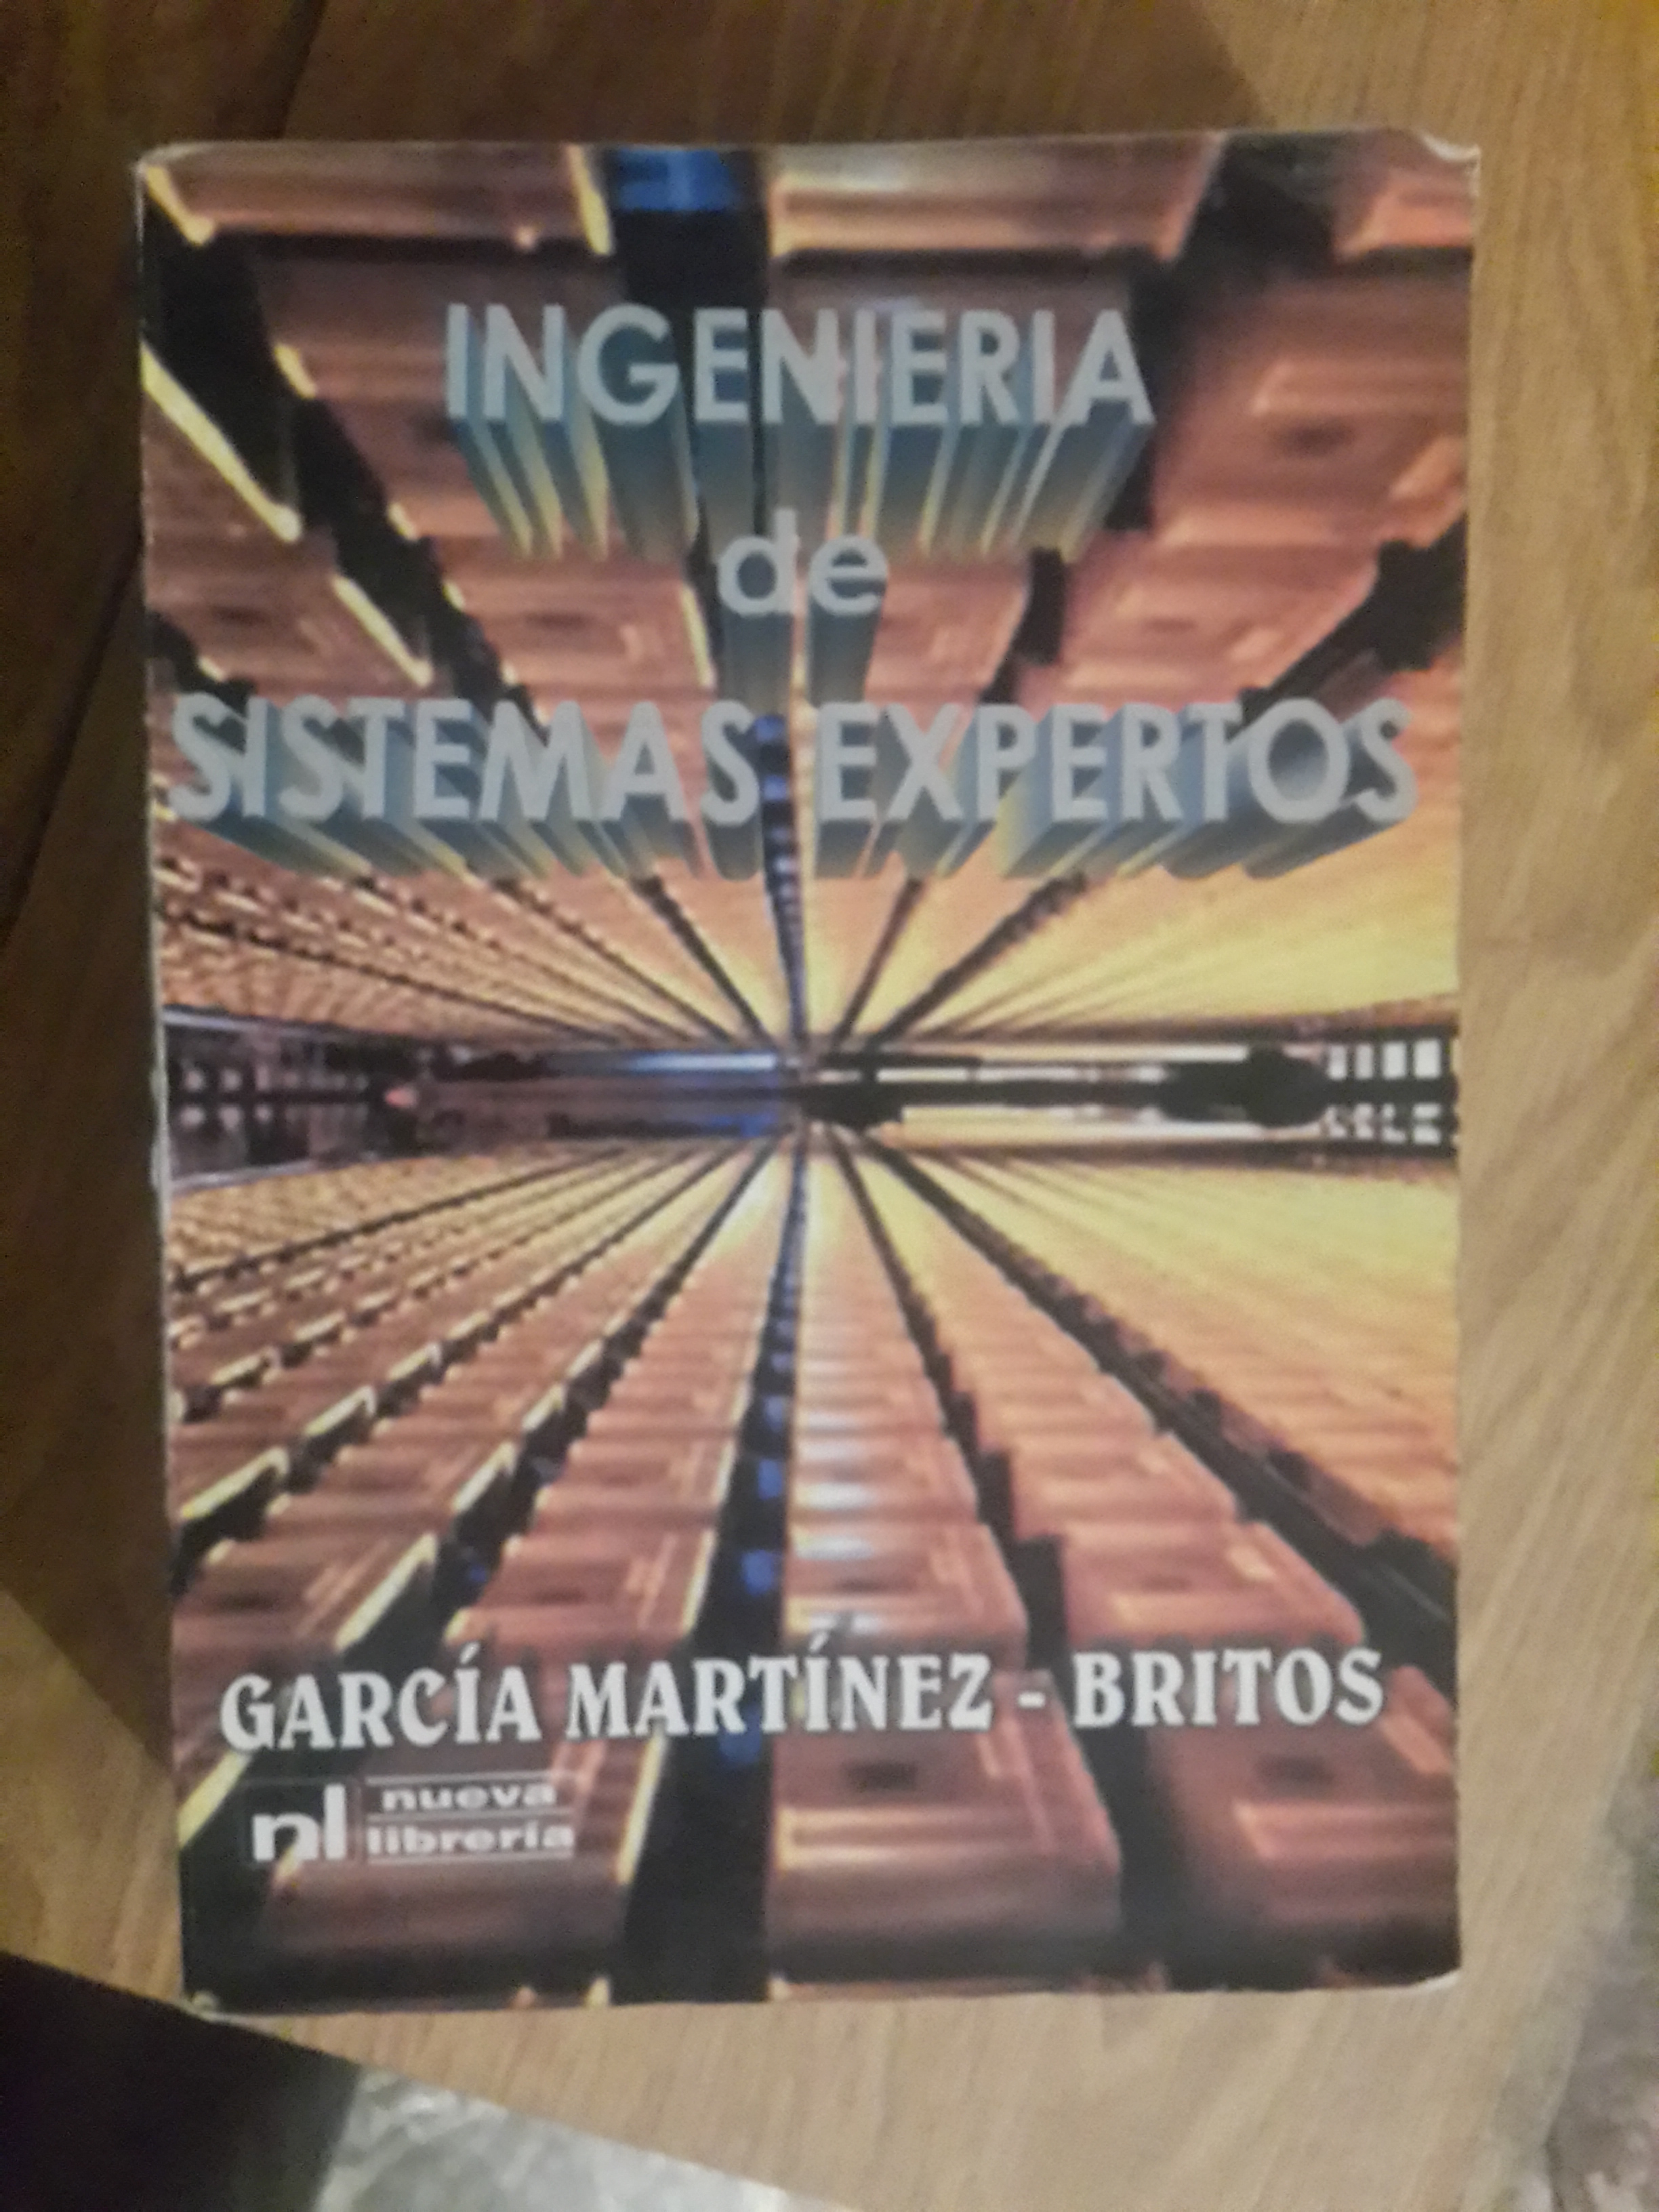 INGENIERIA
de
SISTEMAS EXPERTOS
GARCÍA MARTÍNEZ - BRITOS
nl nueva
librería